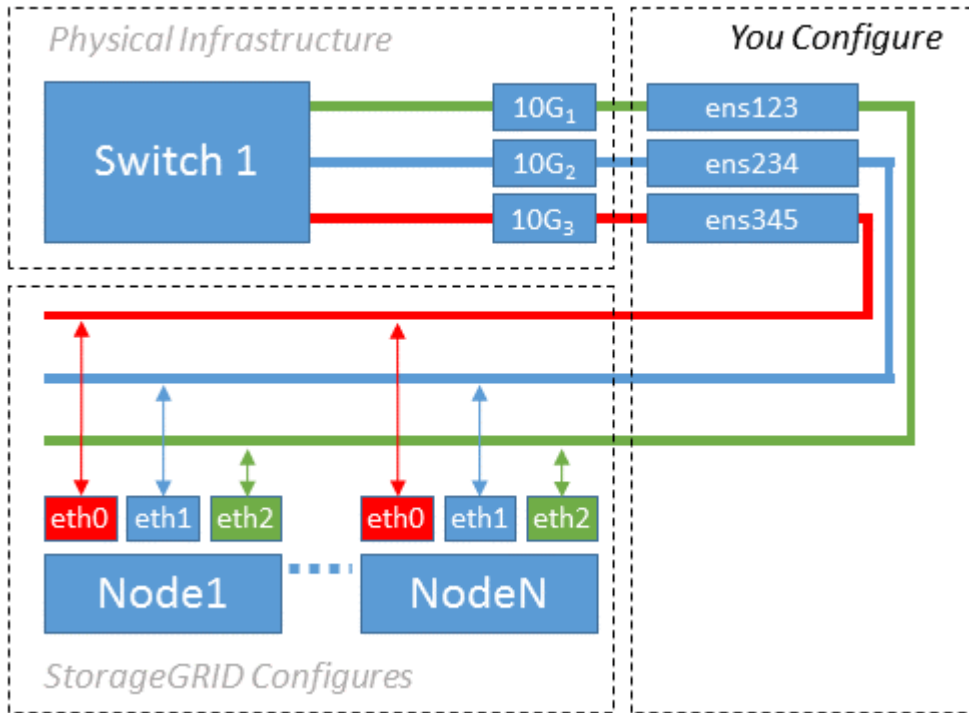 Physical Infrastructure
You Configure
Switch 1
10G₁
ens123
10G₂
ens234
10G₃
ens345
eth0
eth1
eth2
eth0
eth1
eth2
Node1
NodeN
StorageGRID Configures